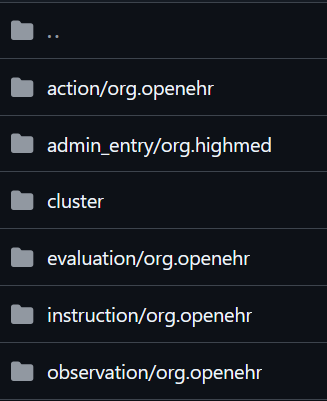 ..
action/org.openehr
admin_entry/org.highmed
cluster
evaluation/org.openehr
instruction/org.openehr
observation/org.openehr